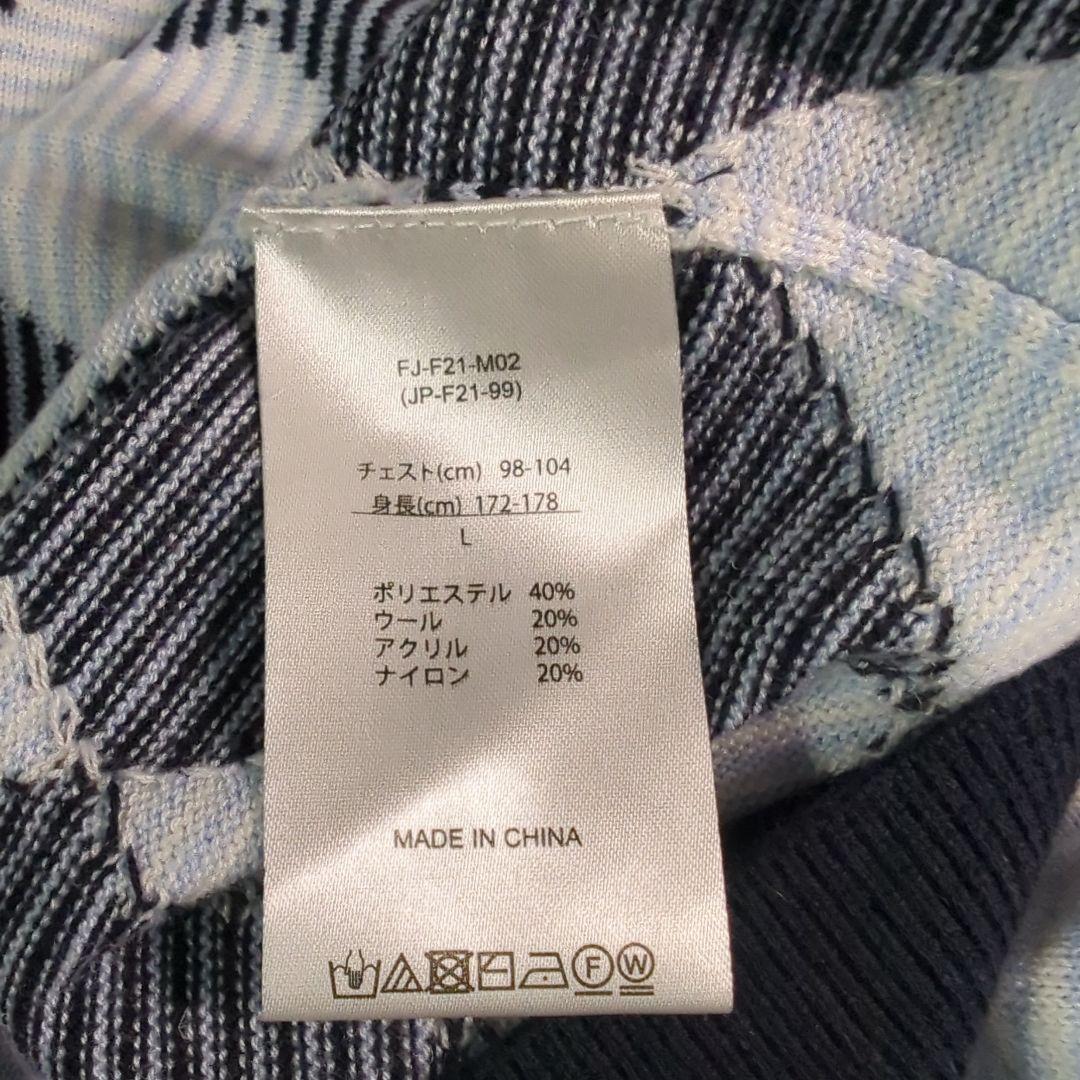 FJ-F21-M02
(JP-F21-99)
チェスト(cm) 98-104
身長(cm) 172-178
L
ポリエステル 40%
ウール 20%
アクリル 20%
ナイロン 20%
MADE IN CHINA
F W